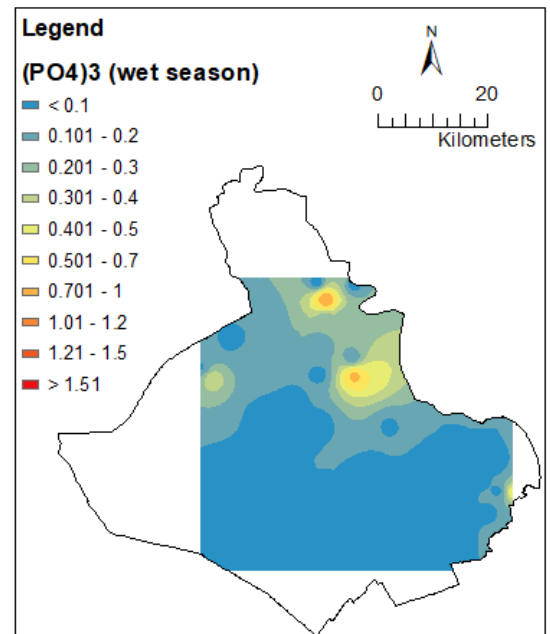 Legend
(PO4)3 (wet season)
< 0.1
0.101 - 0.2
0.201 - 0.3
0.301 - 0.4
0.401 - 0.5
0.501 - 0.7
0.701 - 1
1.01 - 1.2
1.21 - 1.5
> 1.51
N
0 20
Kilometers